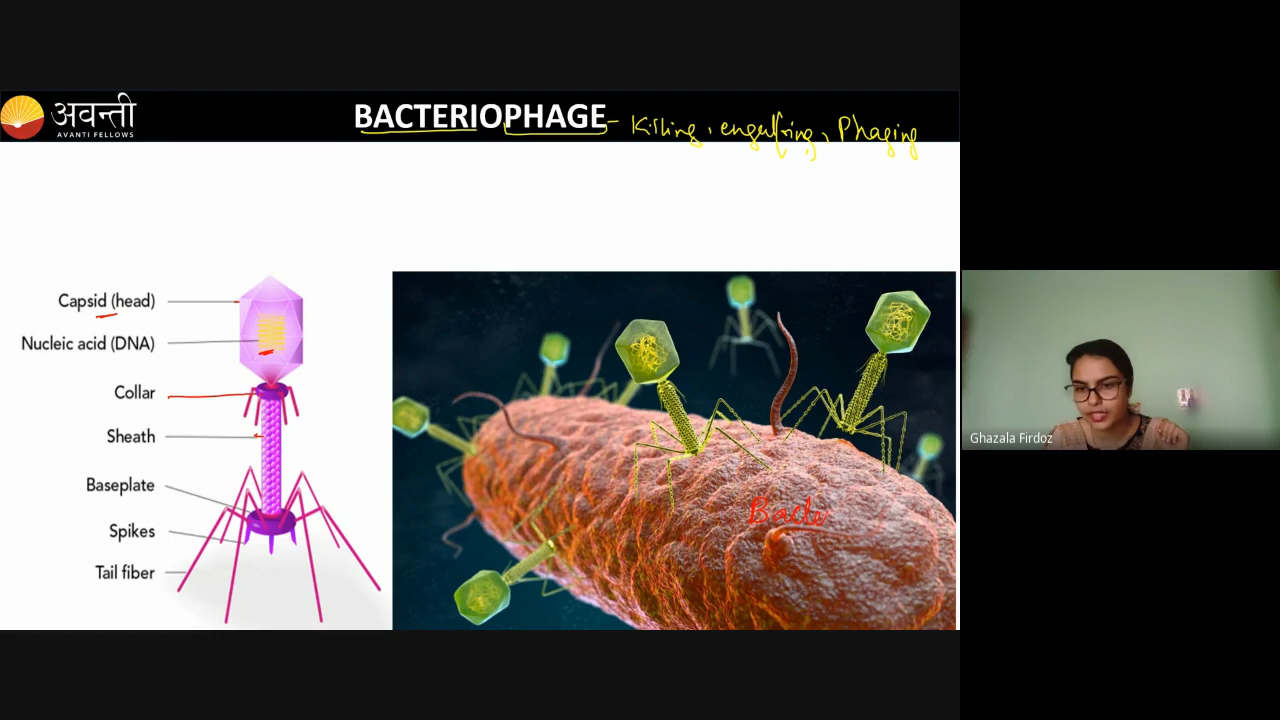 अवन्ती
AVANTI FELLOWS
BACTERIOPHAGE - Killing, engulfing, Phaging
Capsid (head)
Nucleic acid (DNA)
Collar
Sheath
Baseplate
Spikes
Tail fiber
Bacte
Ghazala Firdoz